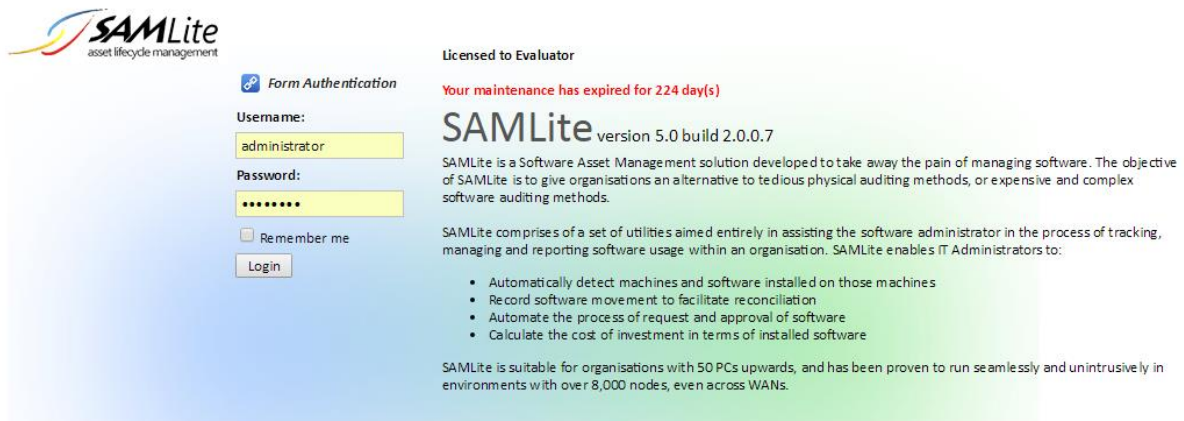 SAMLite
asset lifecycle management
Form Authentication
Username:
administrator
Password:
••••••••
Remember me
Login
Licensed to Evaluator
Your maintenance has expired for 224 day(s)
SAMLite version 5.0 build 2.0.0.7
SAMLite is a Software Asset Management solution developed to take away the pain of managing software. The objective
of SAMLite is to give organisations an alternative to tedious physical auditing methods, or expensive and complex
software auditing methods.
SAMLite comprises of a set of utilities aimed entirely in assisting the software administrator in the process of tracking,
managing and reporting software usage within an organisation. SAMLite enables IT Administrators to:
• Automatically detect machines and software installed on those machines
• Record software movement to facilitate reconciliation
• Automate the process of request and approval of software
• Calculate the cost of investment in terms of installed software
SAMLite is suitable for organisations with 50 PCs upwards, and has been proven to run seamlessly and unintrusively in
environments with over 8,000 nodes, even across WANs.